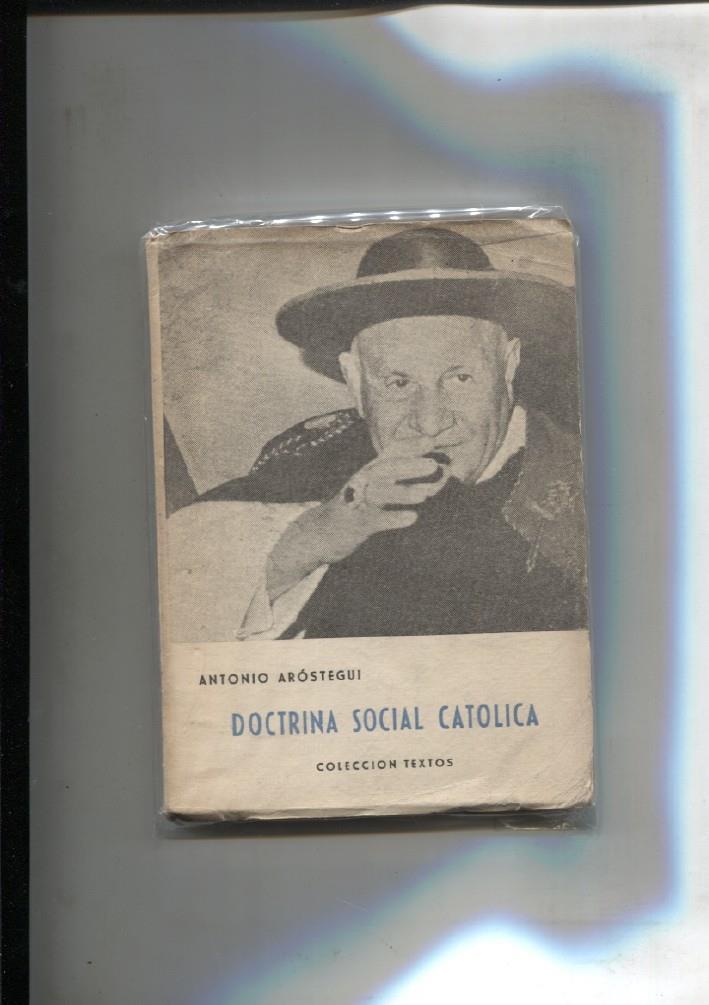 ANTONIO ARÓSTEGUI
DOCTRINA SOCIAL CATOLICA
COLECCION TEXTOS